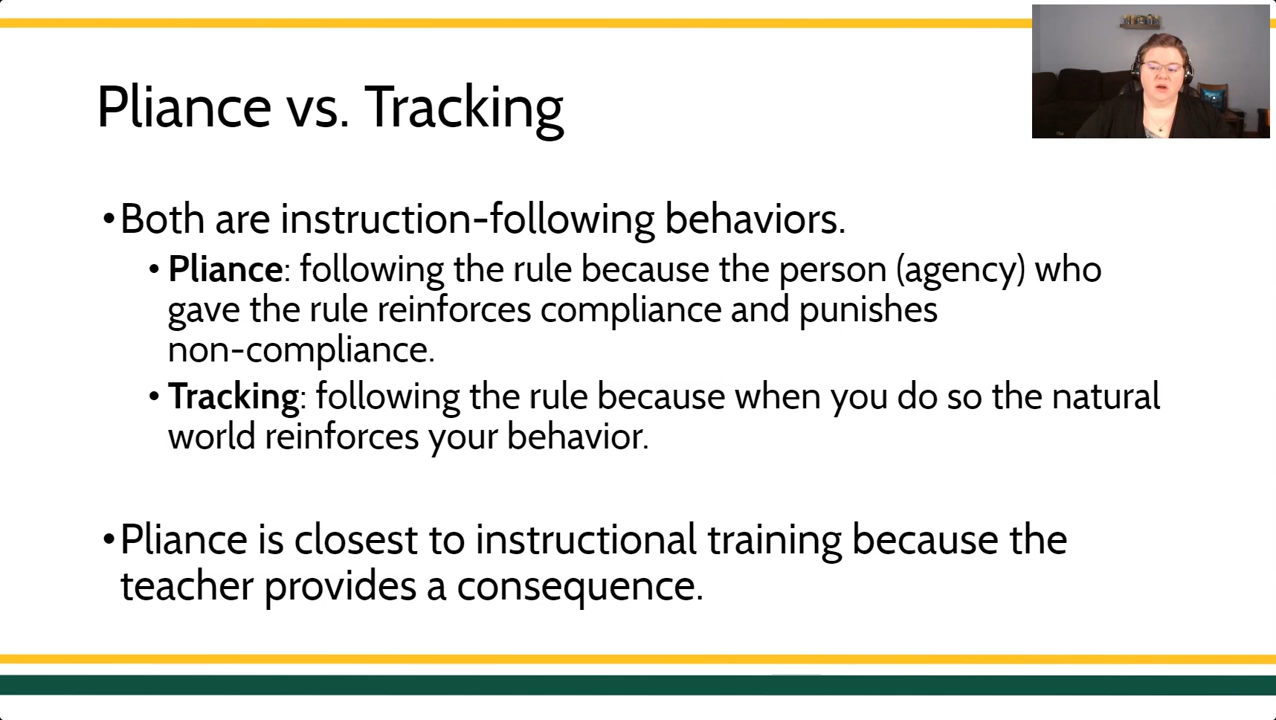 Pliance vs. Tracking
•Both are instruction-following behaviors.
• Pliance: following the rule because the person (agency) who
gave the rule reinforces compliance and punishes
non-compliance.
• Tracking: following the rule because when you do so the natural
world reinforces your behavior.
•Pliance is closest to instructional training because the
teacher provides a consequence.